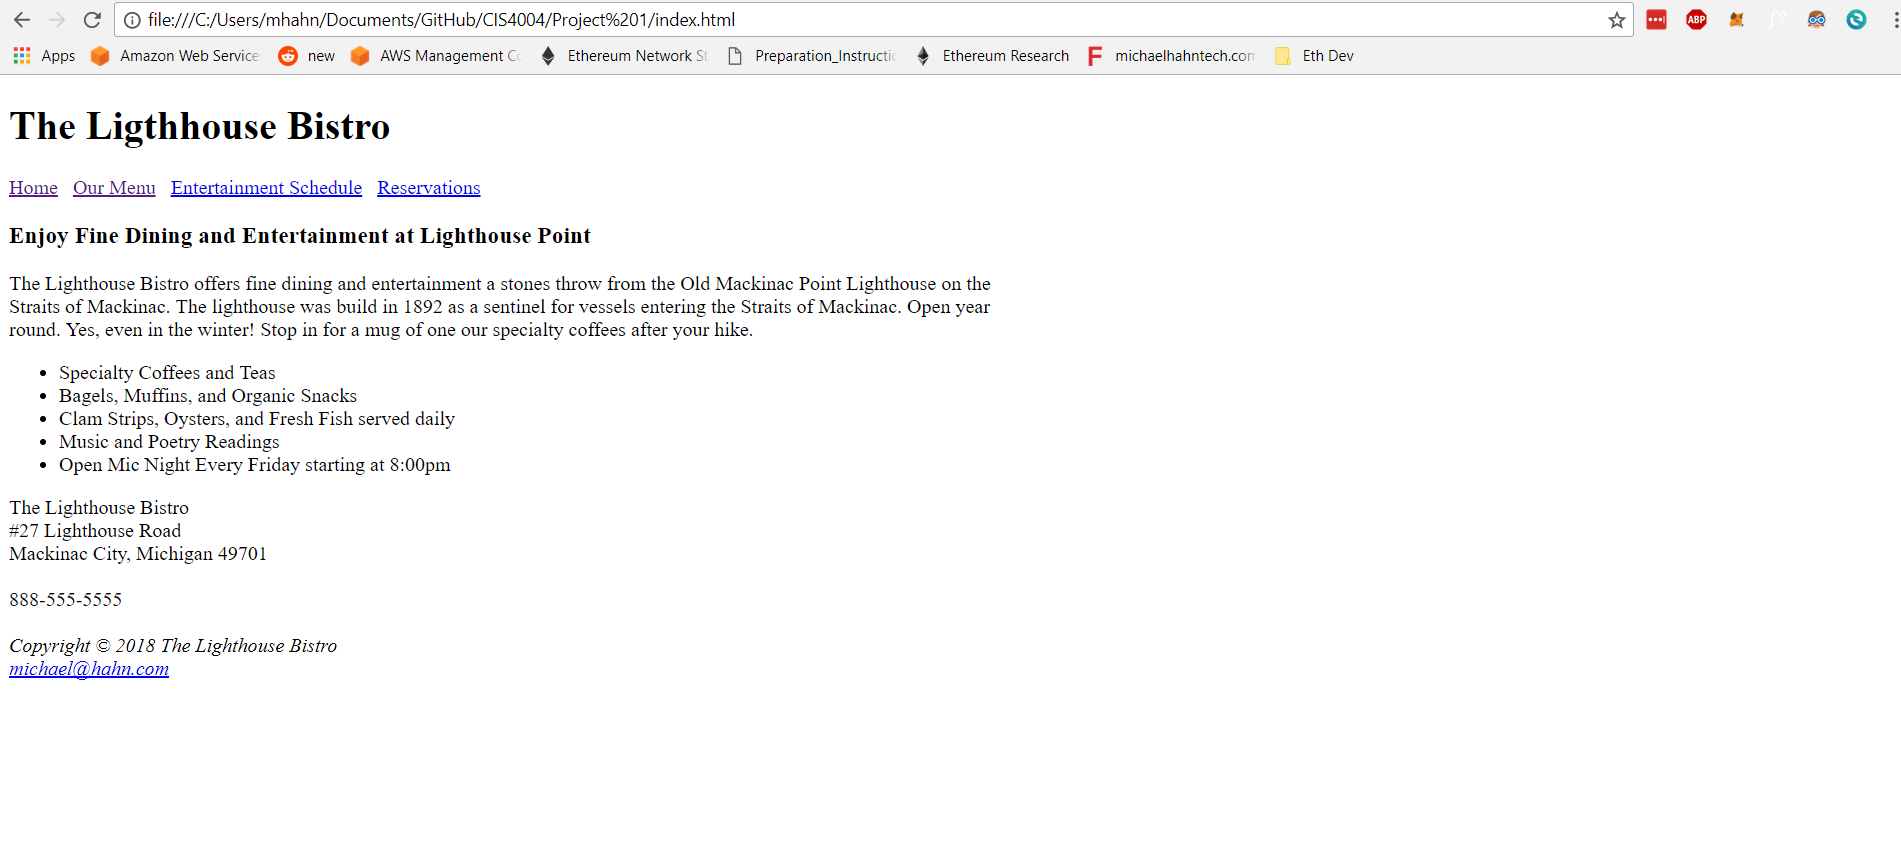 file:///C:/Users/mhahn/Documents/GitHub/CIS4004/Project%201/index.html
ABP
f?
Apps Amazon Web Service new AWS Management Co Ethereum Network St Preparation_Instructio Ethereum Research michaelhahntech.com Eth Dev
The Ligthhouse Bistro
Home Our Menu Entertainment Schedule Reservations
Enjoy Fine Dining and Entertainment at Lighthouse Point
The Lighthouse Bistro offers fine dining and entertainment a stones throw from the Old Mackinac Point Lighthouse on the
Straits of Mackinac. The lighthouse was build in 1892 as a sentinel for vessels entering the Straits of Mackinac. Open year
round. Yes, even in the winter! Stop in for a mug of one our specialty coffees after your hike.
• Specialty Coffees and Teas
• Bagels, Muffins, and Organic Snacks
• Clam Strips, Oysters, and Fresh Fish served daily
• Music and Poetry Readings
• Open Mic Night Every Friday starting at 8:00pm
The Lighthouse Bistro
#27 Lighthouse Road
Mackinac City, Michigan 49701
888-555-5555
Copyright © 2018 The Lighthouse Bistro
michael@hahn.com